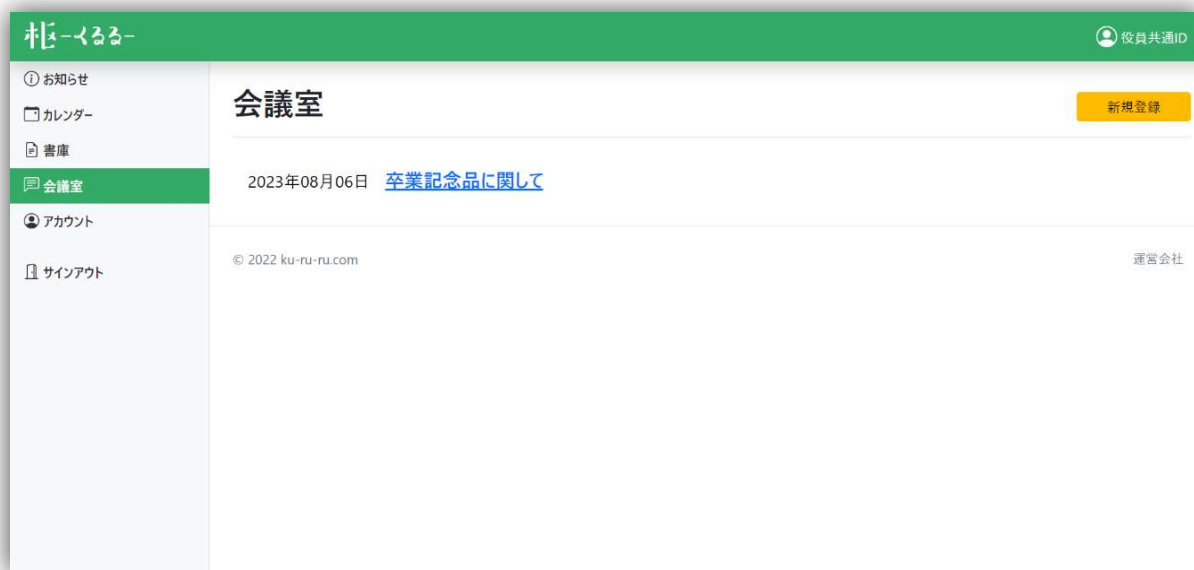 枢-くるる-
役員共通ID
お知らせ
カレンダー
書庫
会議室
アカウント
サインアウト
会議室
新規登録
2023年08月06日 卒業記念品に関して
© 2022 ku-ru-ru.com
運営会社